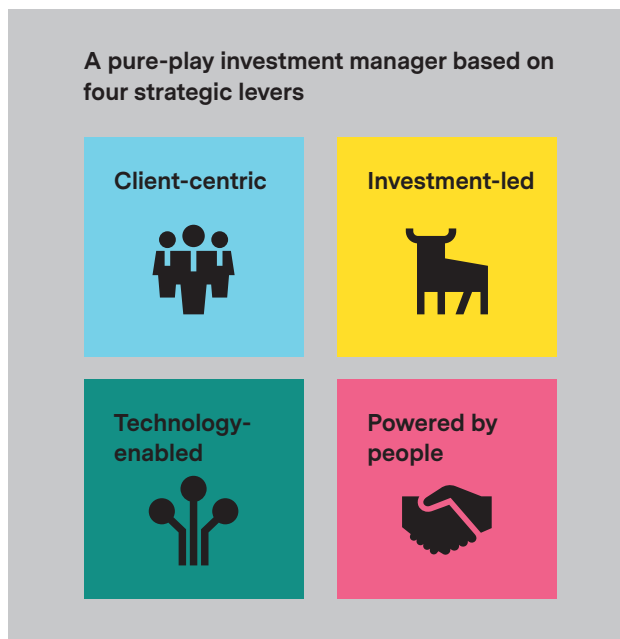 A pure-play investment manager based on
four strategic levers
Client-centric
Investment-led
Technology-
enabled
Powered by
people